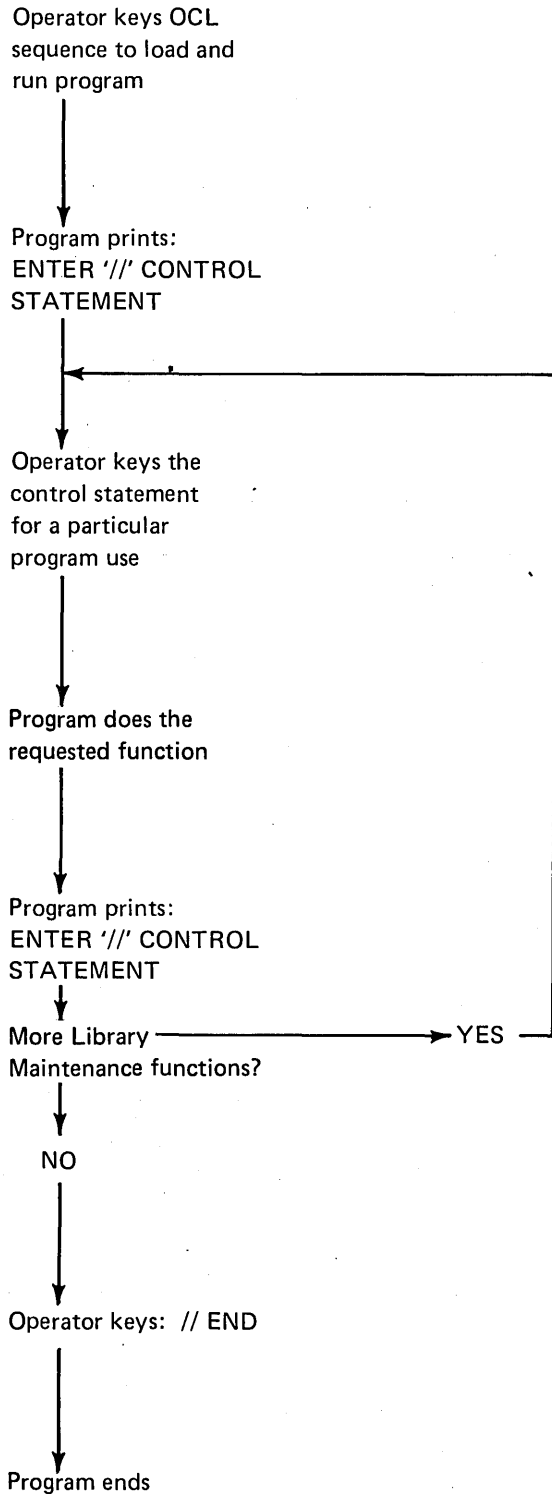 Operator keys OCL
sequence to load and
run program
Program prints:
ENTER '//' CONTROL
STATEMENT
Operator keys the
control statement
for a particular
program use
Program does the
requested function
Program prints:
ENTER '//' CONTROL
STATEMENT
More Library
Maintenance functions?
YES
NO
Operator keys: // END
Program ends